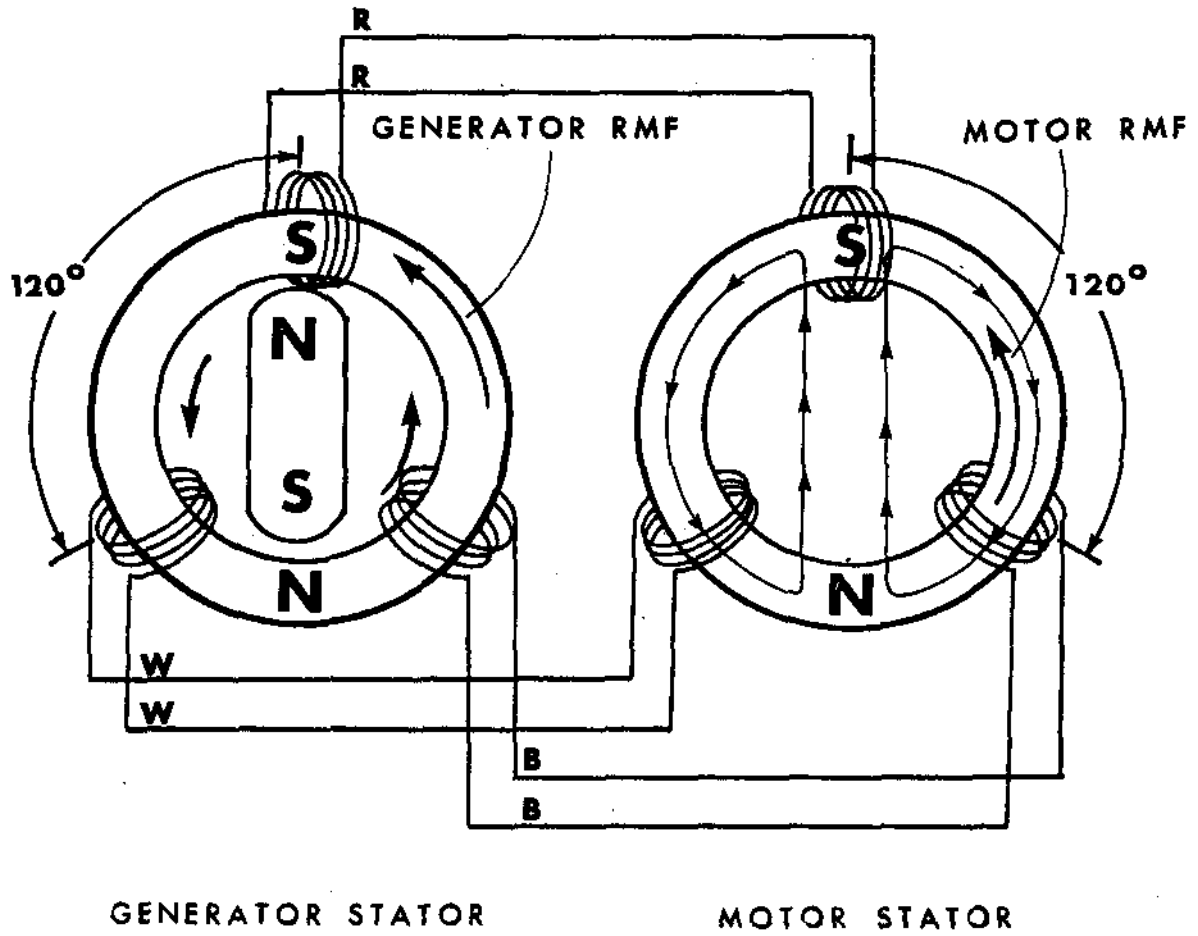 R
R
GENERATOR RMF
MOTOR RMF
S
S
120°
120°
N
S
N
N
W
W
B
B
GENERATOR STATOR
MOTOR STATOR